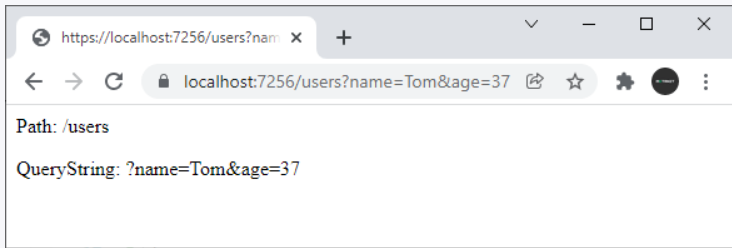 https://localhost:7256/users?nam
localhost:7256/users?name=Tom&age=37
Path: /users
QueryString: ?name=Tom&age=37